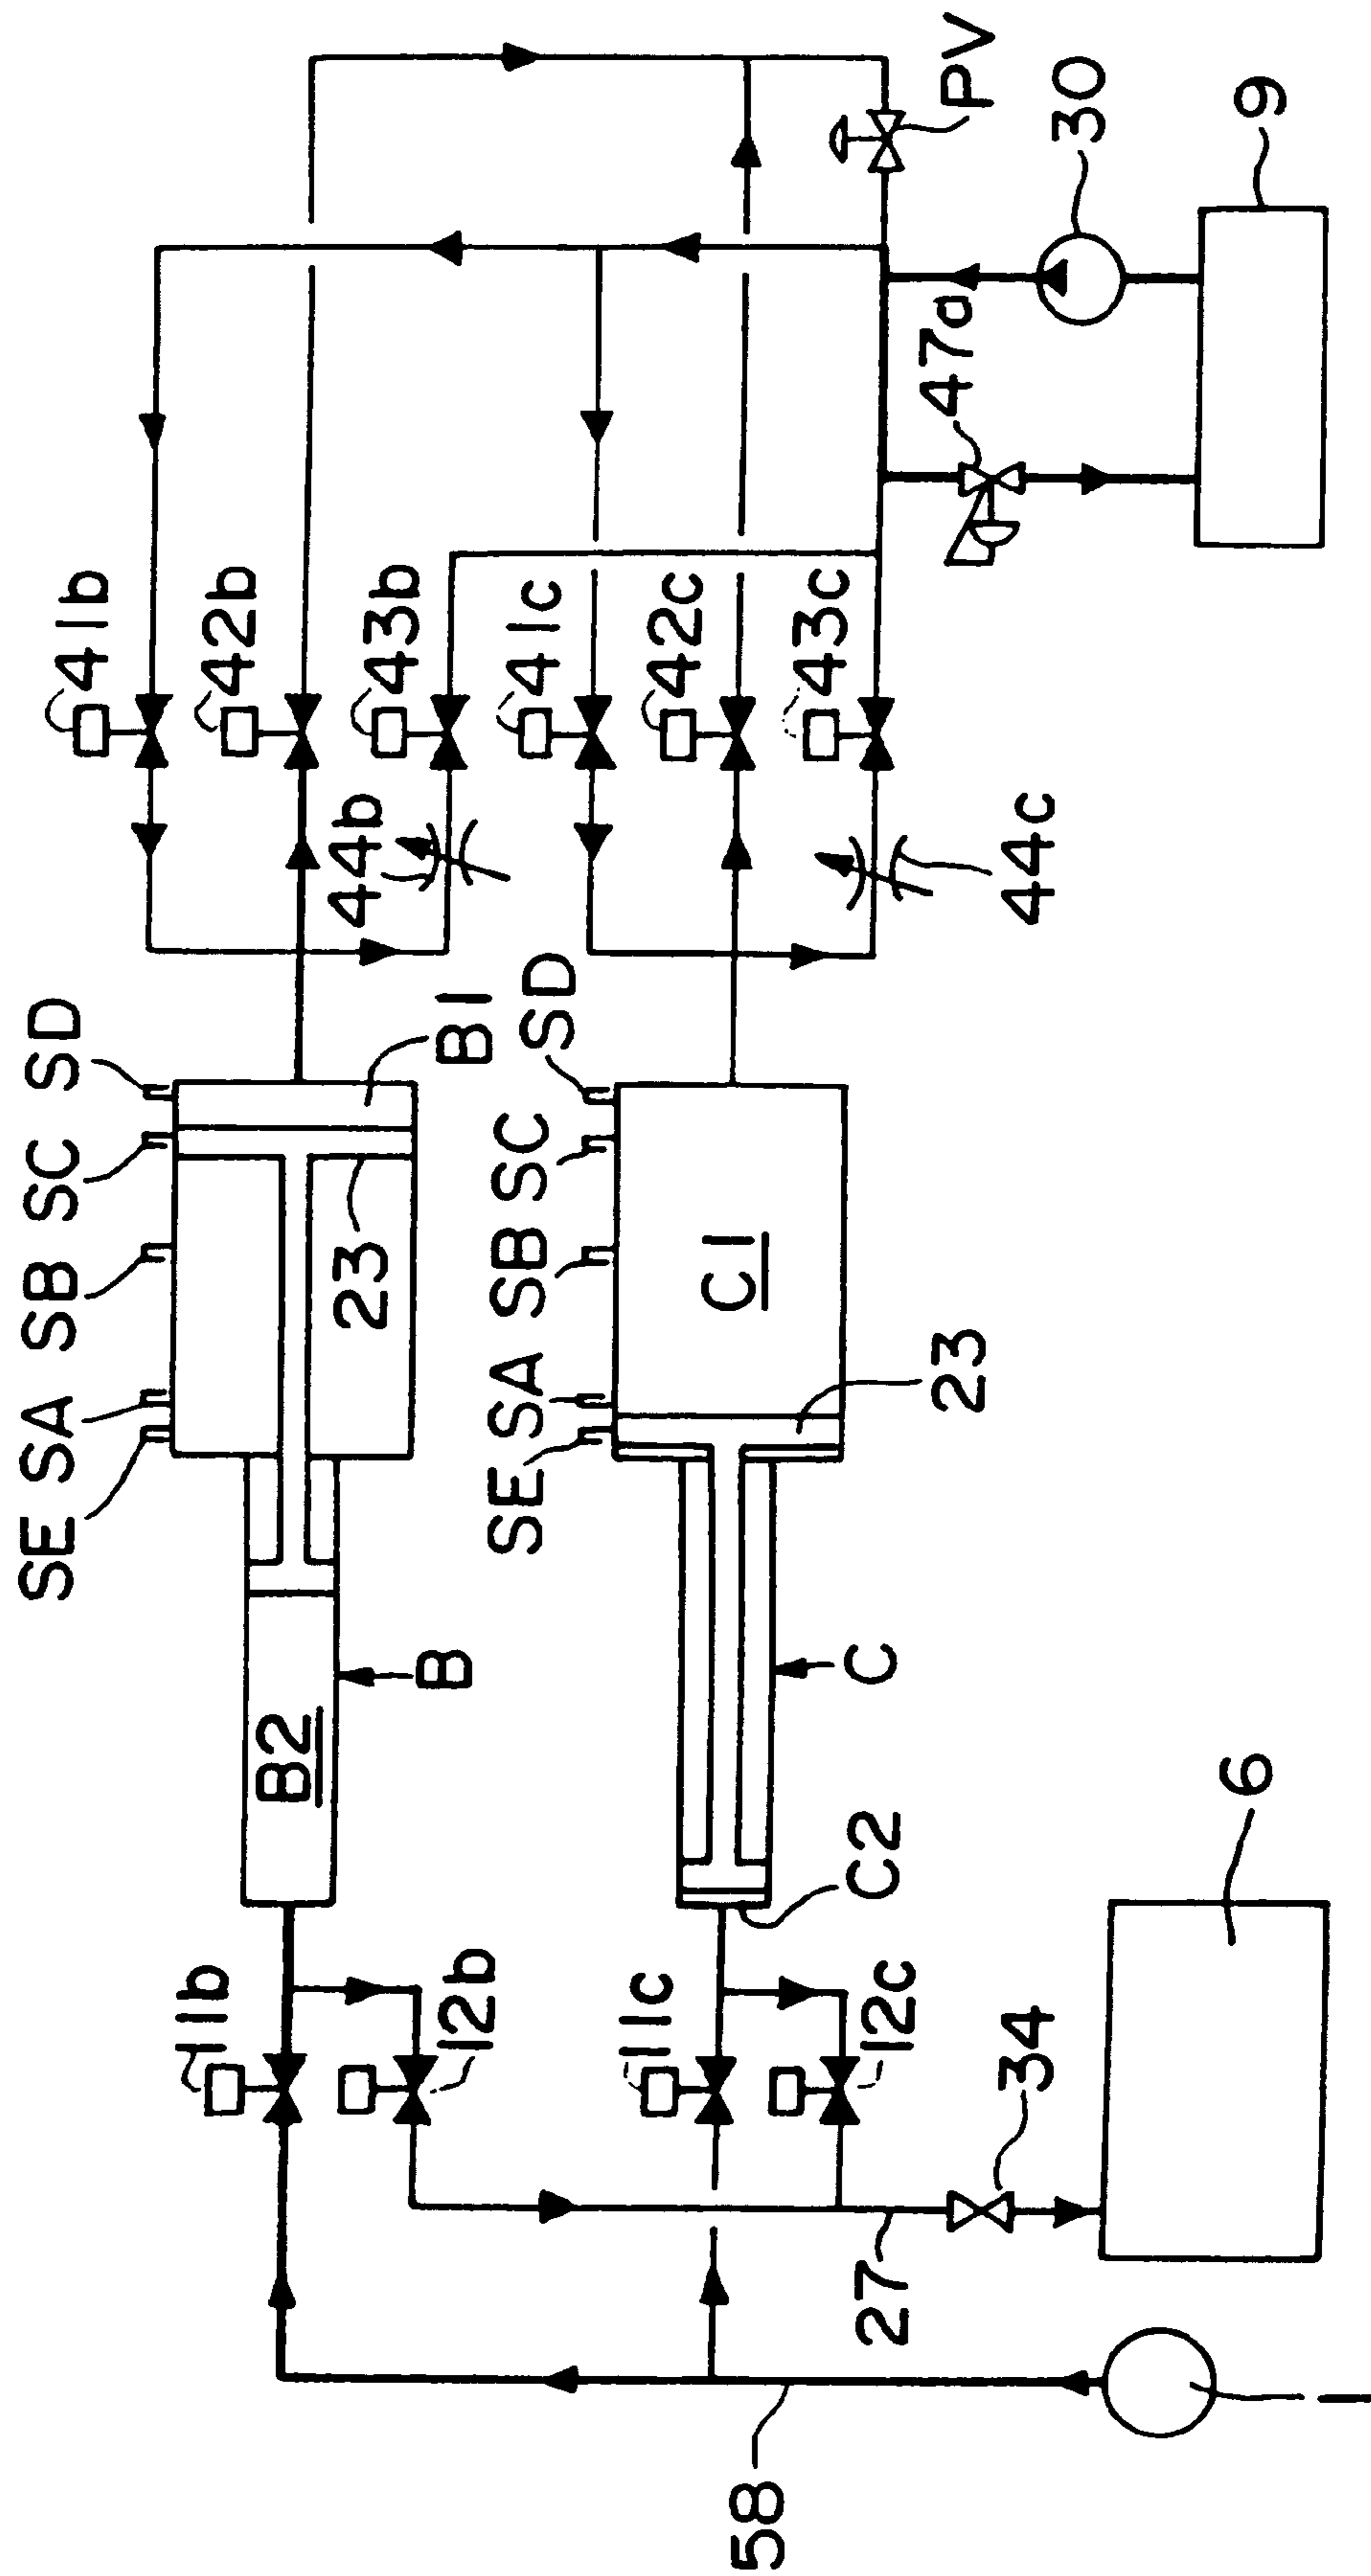 SE SA SB SC SD
B2
B
23
B1
11b
12b
41b
42b
43b
44b
SE SA SB SC SD
C1
23
C
C2
11c
12c
41c
42c
43c
44c
PV
47a
30
9
58
27
34
6
1